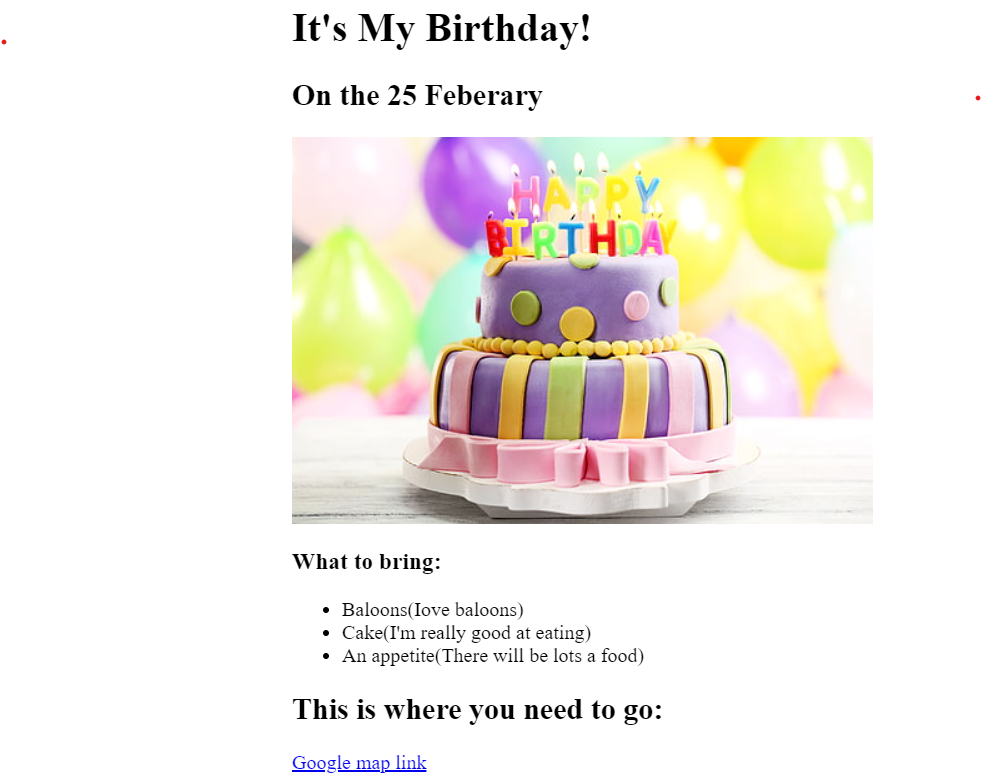 It's My Birthday!
On the 25 Feberary
HAPPY
BIRTHDAY
What to bring:
Baloons(Iove baloons)
Cake(I'm really good at eating)
An appetite(There will be lots a food)
This is where you need to go:
Google map link